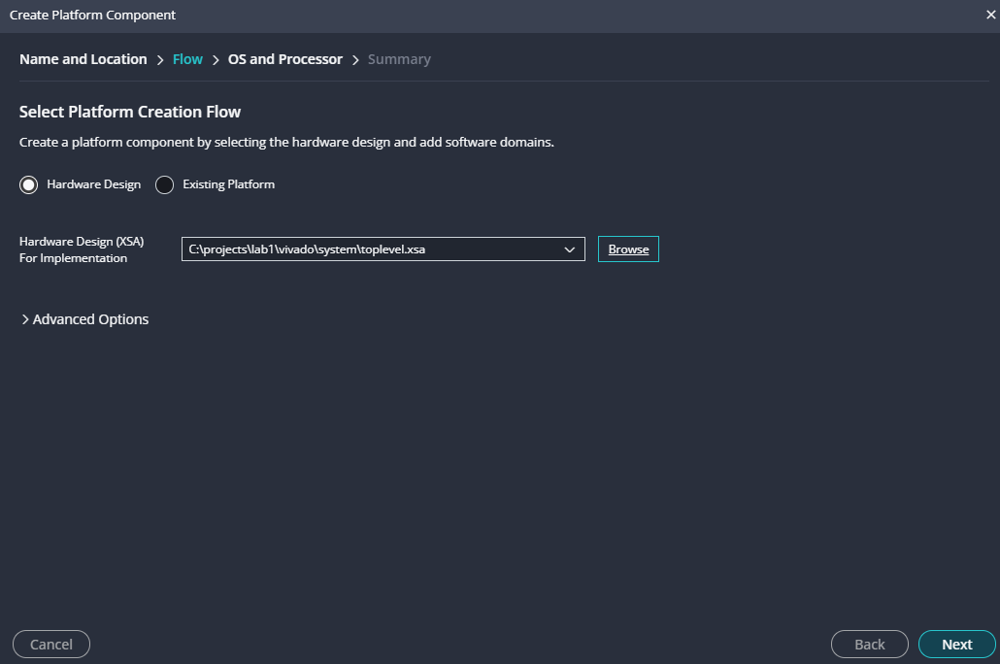 Create Platform Component
Name and Location > Flow > OS and Processor > Summary
Select Platform Creation Flow
Create a platform component by selecting the hardware design and add software domains.
Hardware Design Existing Platform
Hardware Design (XSA)
For Implementation
C:\projects\lab1\vivado\system\toplevel.xsa
Browse
Advanced Options
Cancel
Back
Next